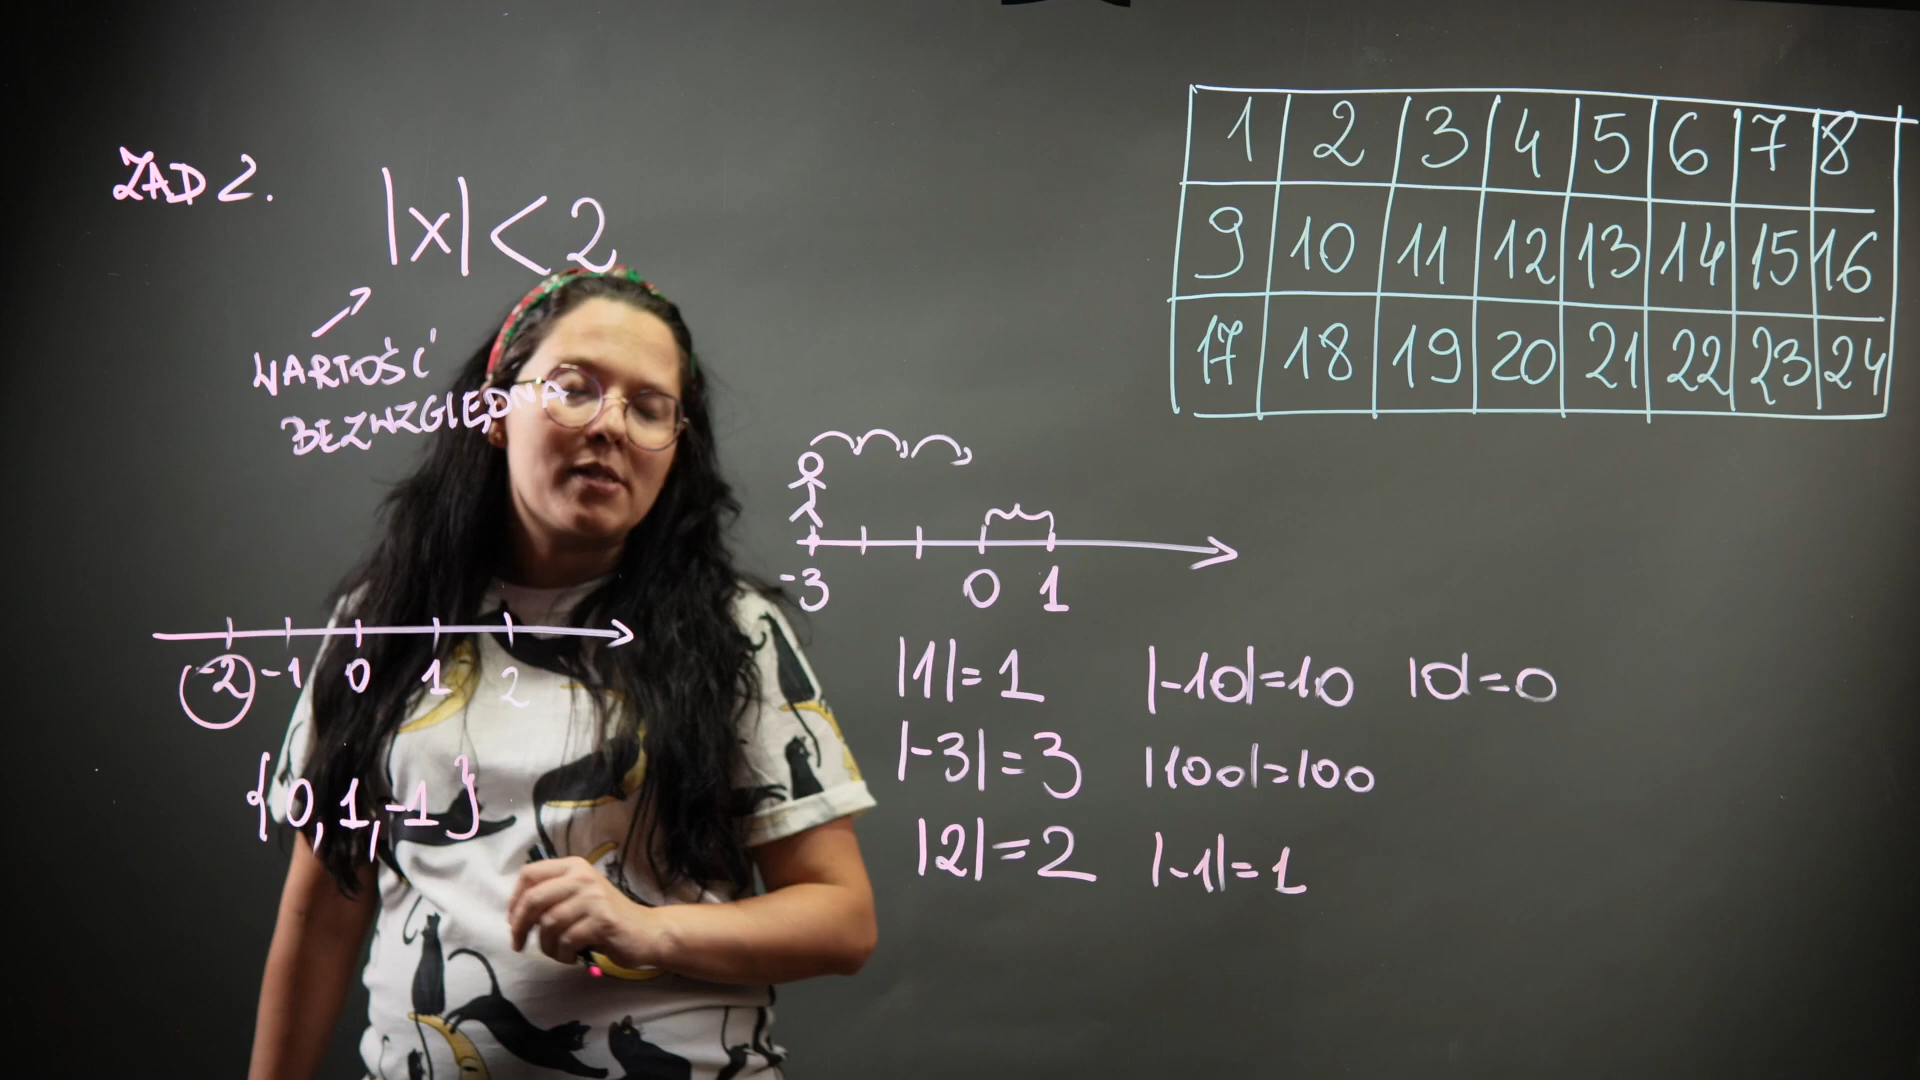 ZAD 2.
|x| < 2
WARTOŚĆ
BEZWZGLĘDNA
-2 -1 0 1 2
{0, 1, -1}
1 2 3 4 5 6 7 8
9 10 11 12 13 14 15 16
17 18 19 20 21 22 23 24
-3 0 1
|1| = 1 |-10| = 10 |0| = 0
|-3| = 3 |100| = 100
|2| = 2 |-1| = 1